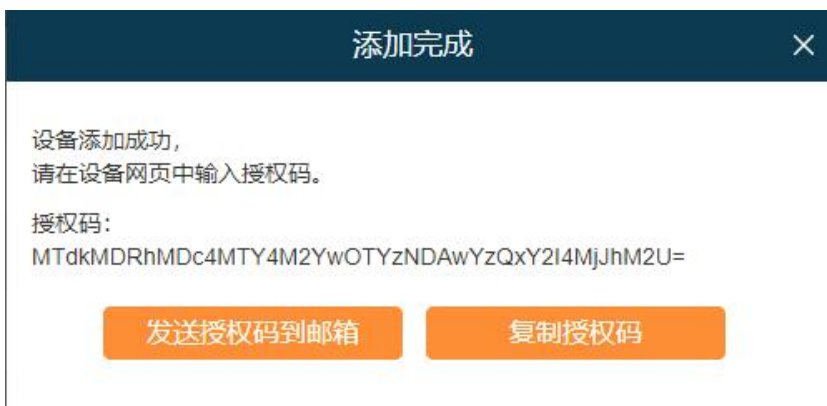 添加完成
设备添加成功，
请在设备网页中输入授权码。
授权码：
MTdkMDRhMDc4MTY4M2YwOTYzNDAwYzQxY2I4MjJhM2U=
发送授权码到邮箱
复制授权码